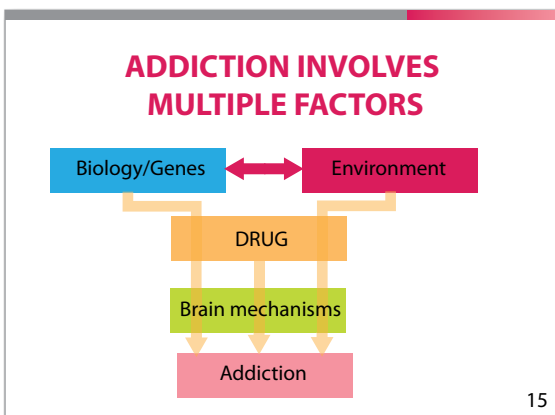 ADDICTION INVOLVES
MULTIPLE FACTORS
Biology/Genes
Environment
DRUG
Brain mechanisms
Addiction
15